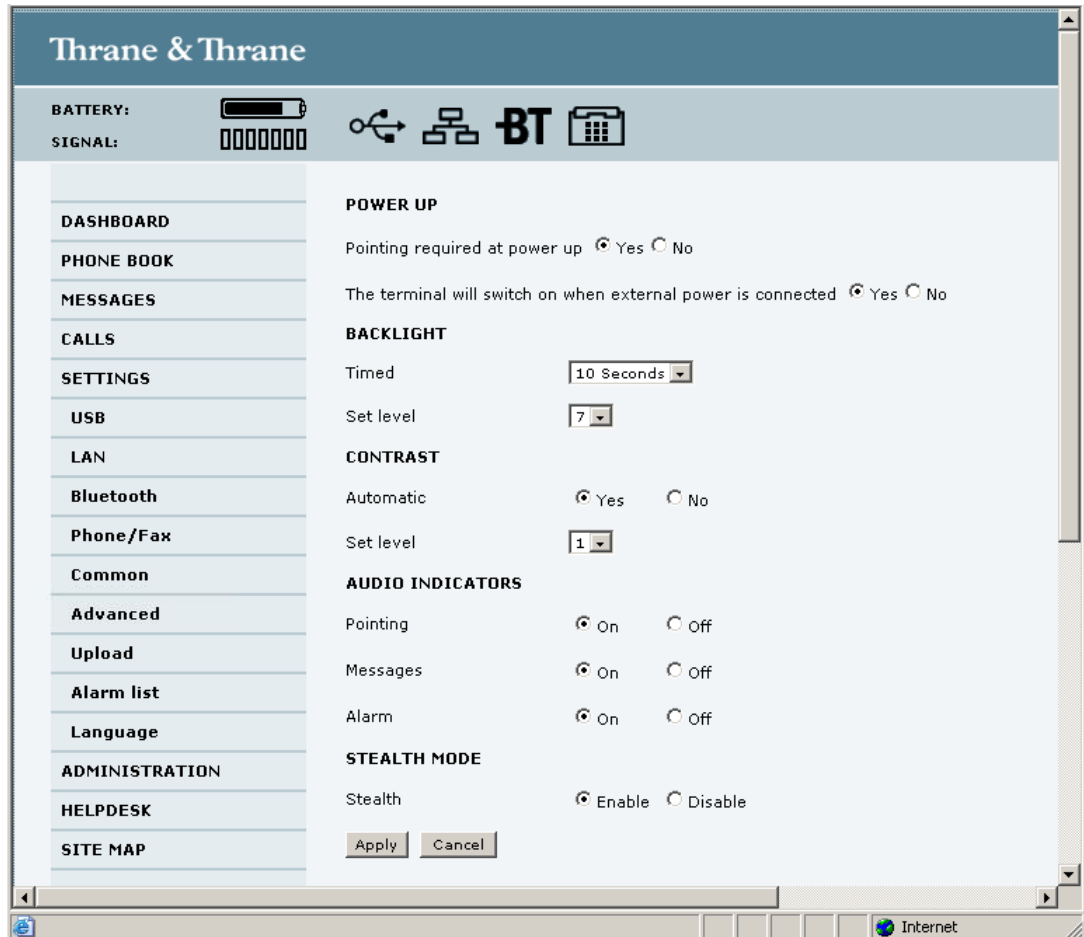 Thrane & Thrane
BATTERY:
SIGNAL:
BT
DASHBOARD
PHONE BOOK
MESSAGES
CALLS
SETTINGS
USB
LAN
Bluetooth
Phone/Fax
Common
Advanced
Upload
Alarm list
Language
ADMINISTRATION
HELPDESK
SITE MAP
POWER UP
Pointing required at power up Yes No
The terminal will switch on when external power is connected Yes No
BACKLIGHT
Timed 10 Seconds
Set level 7
CONTRAST
Automatic Yes No
Set level 1
AUDIO INDICATORS
Pointing On Off
Messages On Off
Alarm On Off
STEALTH MODE
Stealth Enable Disable
Apply Cancel
Internet